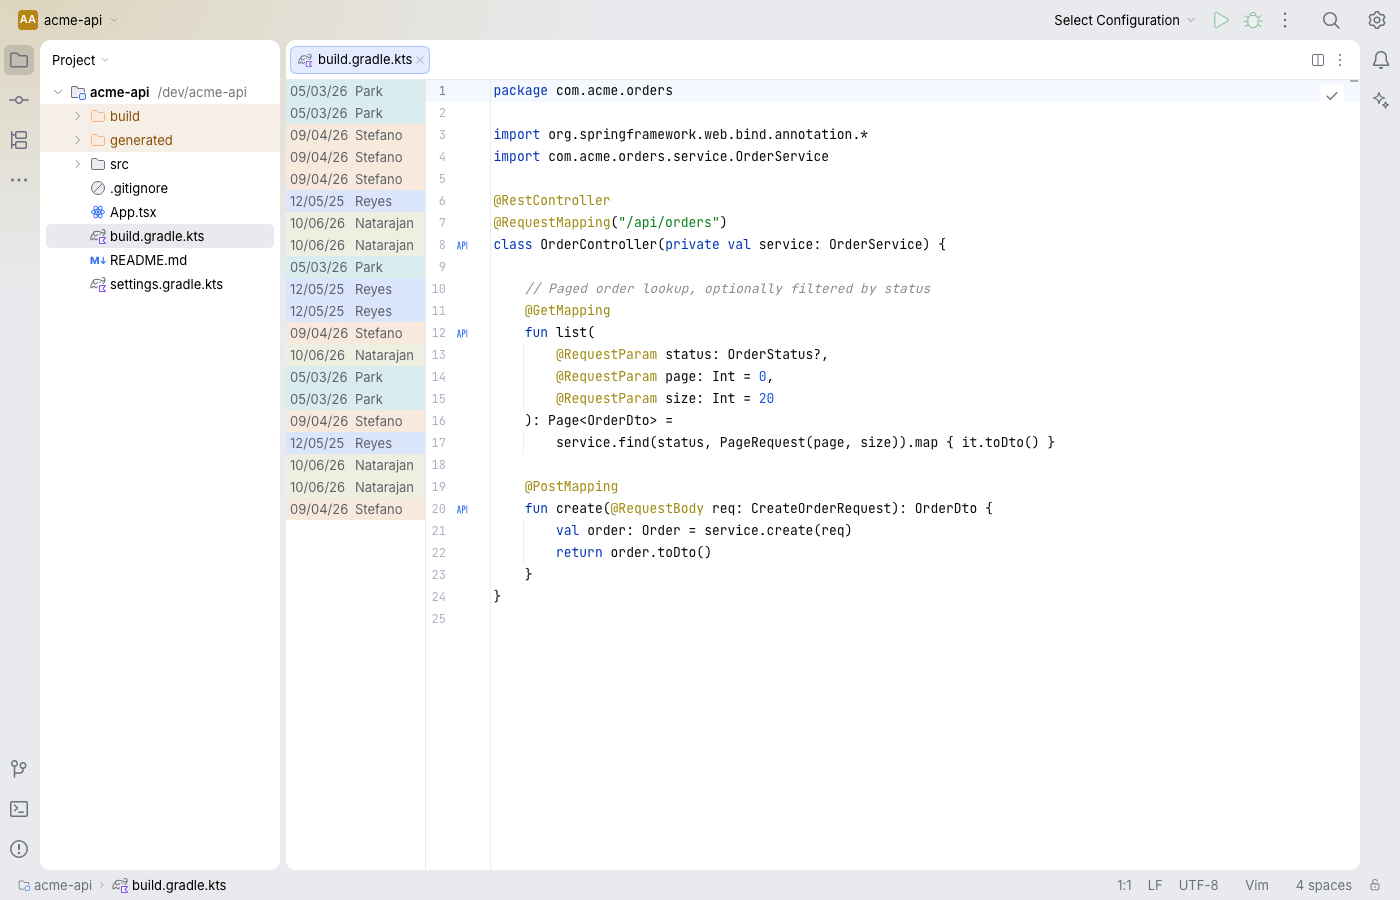 AA acme-api
Select Configuration
Project
build.gradle.kts
acme-api /dev/acme-api
build
generated
src
.gitignore
App.tsx
build.gradle.kts
M↓ README.md
settings.gradle.kts
05/03/26 Park 1 package com.acme.orders
05/03/26 Park 2
09/04/26 Stefano 3 import org.springframework.web.bind.annotation.*
09/04/26 Stefano 4 import com.acme.orders.service.OrderService
09/04/26 Stefano 5
12/05/25 Reyes 6 @RestController
10/06/26 Natarajan 7 @RequestMapping("/api/orders")
10/06/26 Natarajan 8 API class OrderController(private val service: OrderService) {
05/03/26 Park 9
12/05/25 Reyes 10 // Paged order lookup, optionally filtered by status
12/05/25 Reyes 11 @GetMapping
09/04/26 Stefano 12 API fun list(
10/06/26 Natarajan 13 @RequestParam status: OrderStatus?,
05/03/26 Park 14 @RequestParam page: Int = 0,
05/03/26 Park 15 @RequestParam size: Int = 20
09/04/26 Stefano 16 ): Page<OrderDto> =
12/05/25 Reyes 17 service.find(status, PageRequest(page, size)).map { it.toDto() }
10/06/26 Natarajan 18
10/06/26 Natarajan 19 @PostMapping
09/04/26 Stefano 20 API fun create(@RequestBody req: CreateOrderRequest): OrderDto {
21 val order: Order = service.create(req)
22 return order.toDto()
23 }
24 }
25
acme-api › build.gradle.kts
1:1 LF UTF-8 Vim 4 spaces